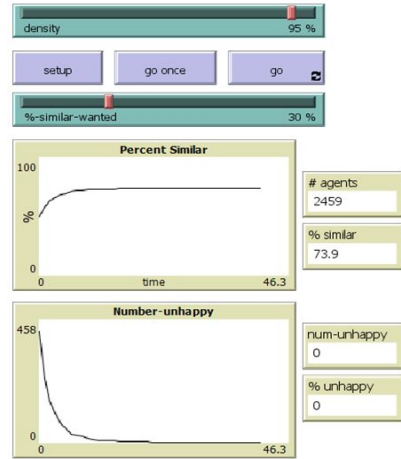 density 95 %
setup go once go
%-similar-wanted 30 %
Percent Similar
100
%
0
0 time 46.3
# agents
2459
% similar
73.9
Number-unhappy
458
0
0 46.3
num-unhappy
0
% unhappy
0